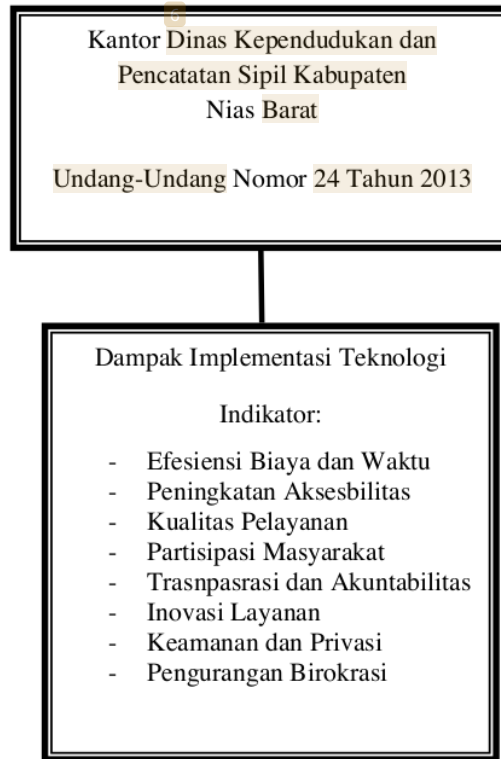 6
Kantor Dinas Kependudukan dan
Pencatatan Sipil Kabupaten
Nias Barat
Undang-Undang Nomor 24 Tahun 2013
Dampak Implementasi Teknologi
Indikator:
- Efesiensi Biaya dan Waktu
- Peningkatan Aksesbilitas
- Kualitas Pelayanan
- Partisipasi Masyarakat
- Trasnpasrasi dan Akuntabilitas
- Inovasi Layanan
- Keamanan dan Privasi
- Pengurangan Birokrasi